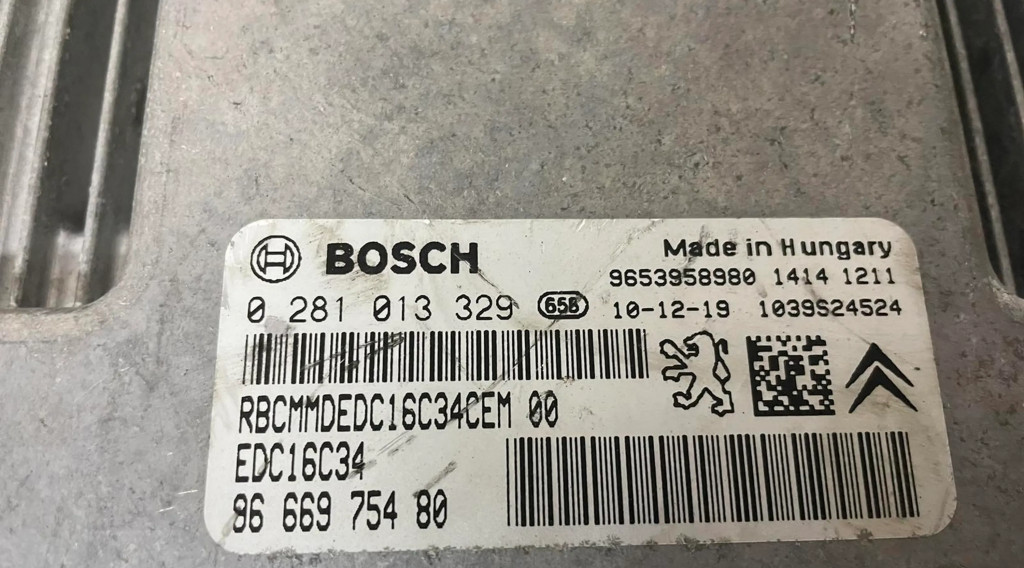 BOSCH
Made in Hungary
9653958980 1414 1211
0 281 013 329 656
10-12-19 1039S24524
RBCMMDEDC16C34CEM 00
EDC16C34
96 669 754 80